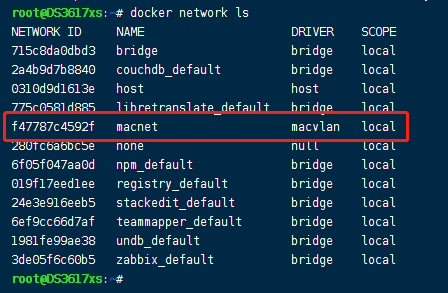 root@DS3617xs:~# docker network ls
NETWORK ID     NAME                    DRIVER    SCOPE
715c8da0dbd3   bridge                  bridge    local
2a4b9d7b8840   couchdb_default         bridge    local
0310d9d1613e   host                    host      local
775c0581d885   libretranslate_default  bridge    local
f47787c4592f   macnet                  macvlan   local
280fc6a6bc5e   none                    null      local
6f05f047aa0d   npm_default             bridge    local
019f17eed1ee   registry_default        bridge    local
24e3e916eeb5   stackedit_default       bridge    local
6ef9cc66d7af   teammapper_default      bridge    local
1981fe99ae38   undb_default            bridge    local
3de05f6c60b5   zabbix_default          bridge    local
root@DS3617xs:~#